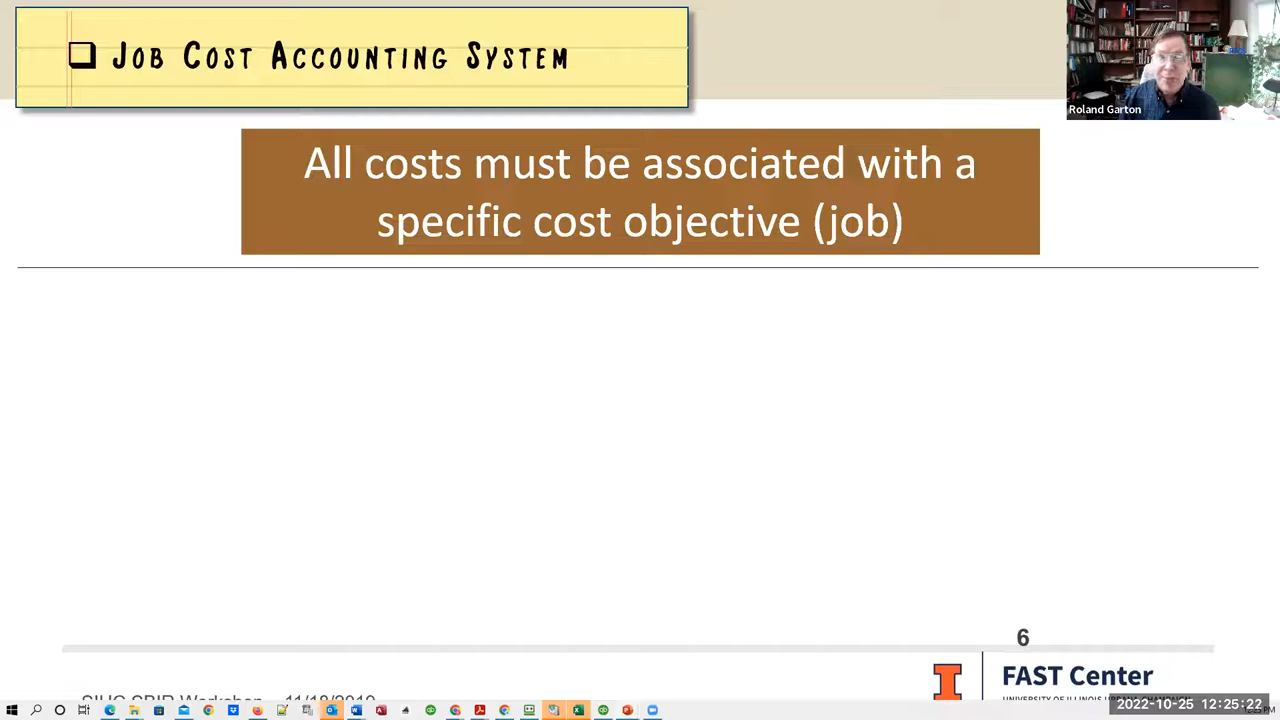 JOB COST ACCOUNTING SYSTEM
Roland Garton
All costs must be associated with a
specific cost objective (job)
6
FAST Center
2022-10-25 12:25:22